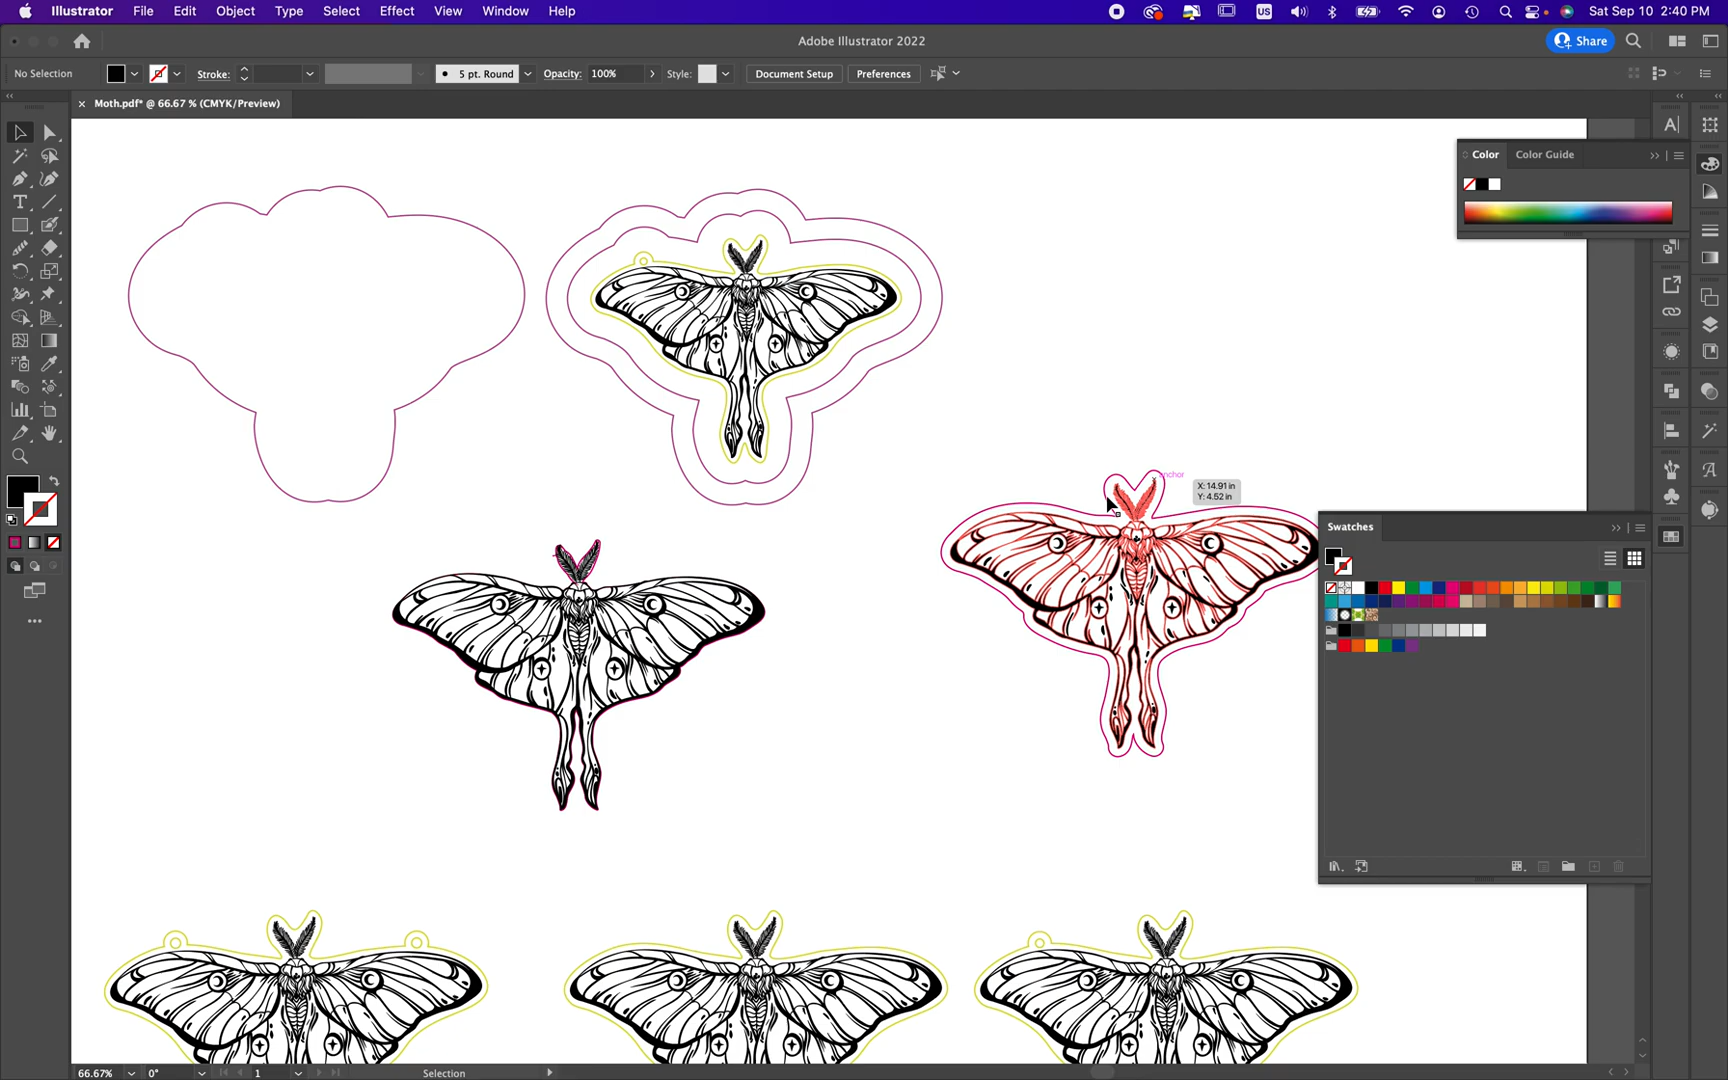 Illustrator File Edit Object Type Select Effect View Window Help
US
Sat Sep 10 2:40 PM
Adobe Illustrator 2022
Share
No Selection
Stroke:
5 pt. Round
Opacity: 100%
Style:
Document Setup
Preferences
× Moth.pdf* @ 66.67 % (CMYK/Preview)
Color Color Guide
anchor
X: 14.91 in
Y: 4.52 in
Swatches
66.67% 0° 1 Selection